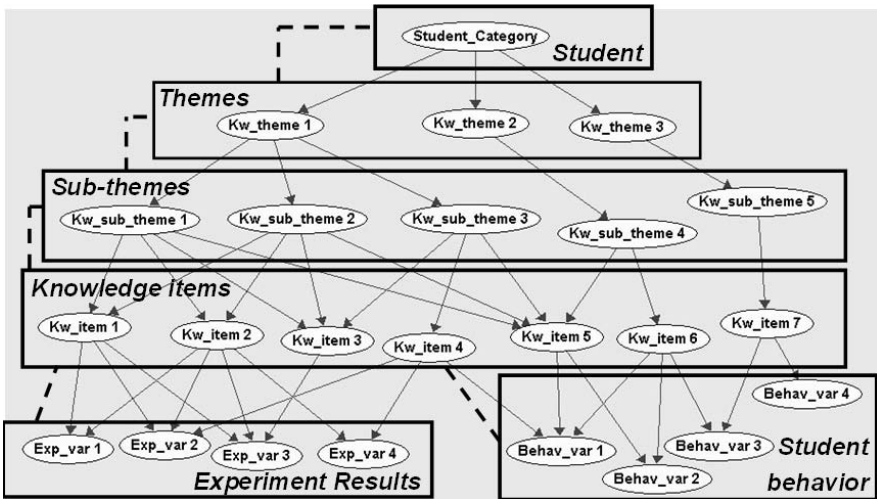 Student_Category
Student
Themes
Kw_theme 1
Kw_theme 2
Kw_theme 3
Sub-themes
Kw_sub_theme 1
Kw_sub_theme 2
Kw_sub_theme 3
Kw_sub_theme 4
Kw_sub_theme 5
Knowledge items
Kw_item 1
Kw_item 2
Kw_item 3
Kw_item 4
Kw_item 5
Kw_item 6
Kw_item 7
Exp_var 1
Exp_var 2
Exp_var 3
Exp_var 4
Experiment Results
Behav_var 4
Behav_var 1
Behav_var 2
Behav_var 3
Student
behavior